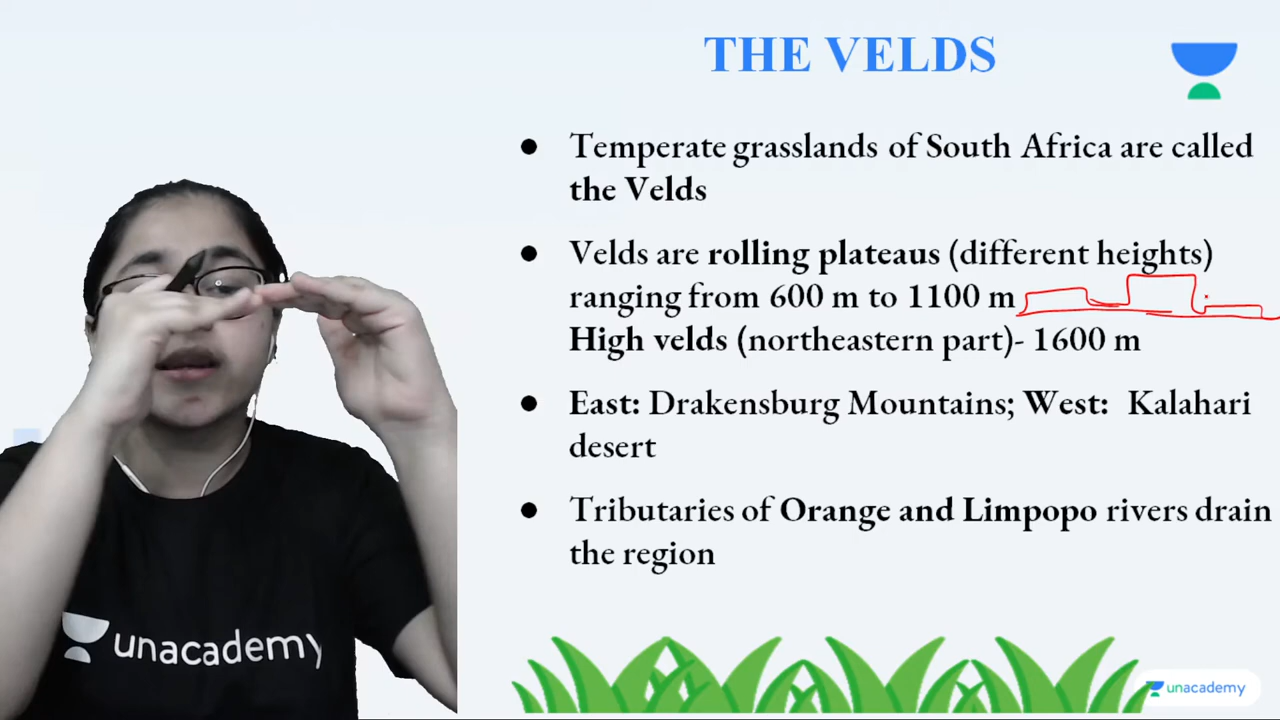 THE VELDS
● Temperate grasslands of South Africa are called
the Velds
● Velds are rolling plateaus (different heights)
ranging from 600 m to 1100 m
High velds (northeastern part)- 1600 m
● East: Drakensburg Mountains; West: Kalahari
desert
● Tributaries of Orange and Limpopo rivers drain
the region
unacademy
unacademy